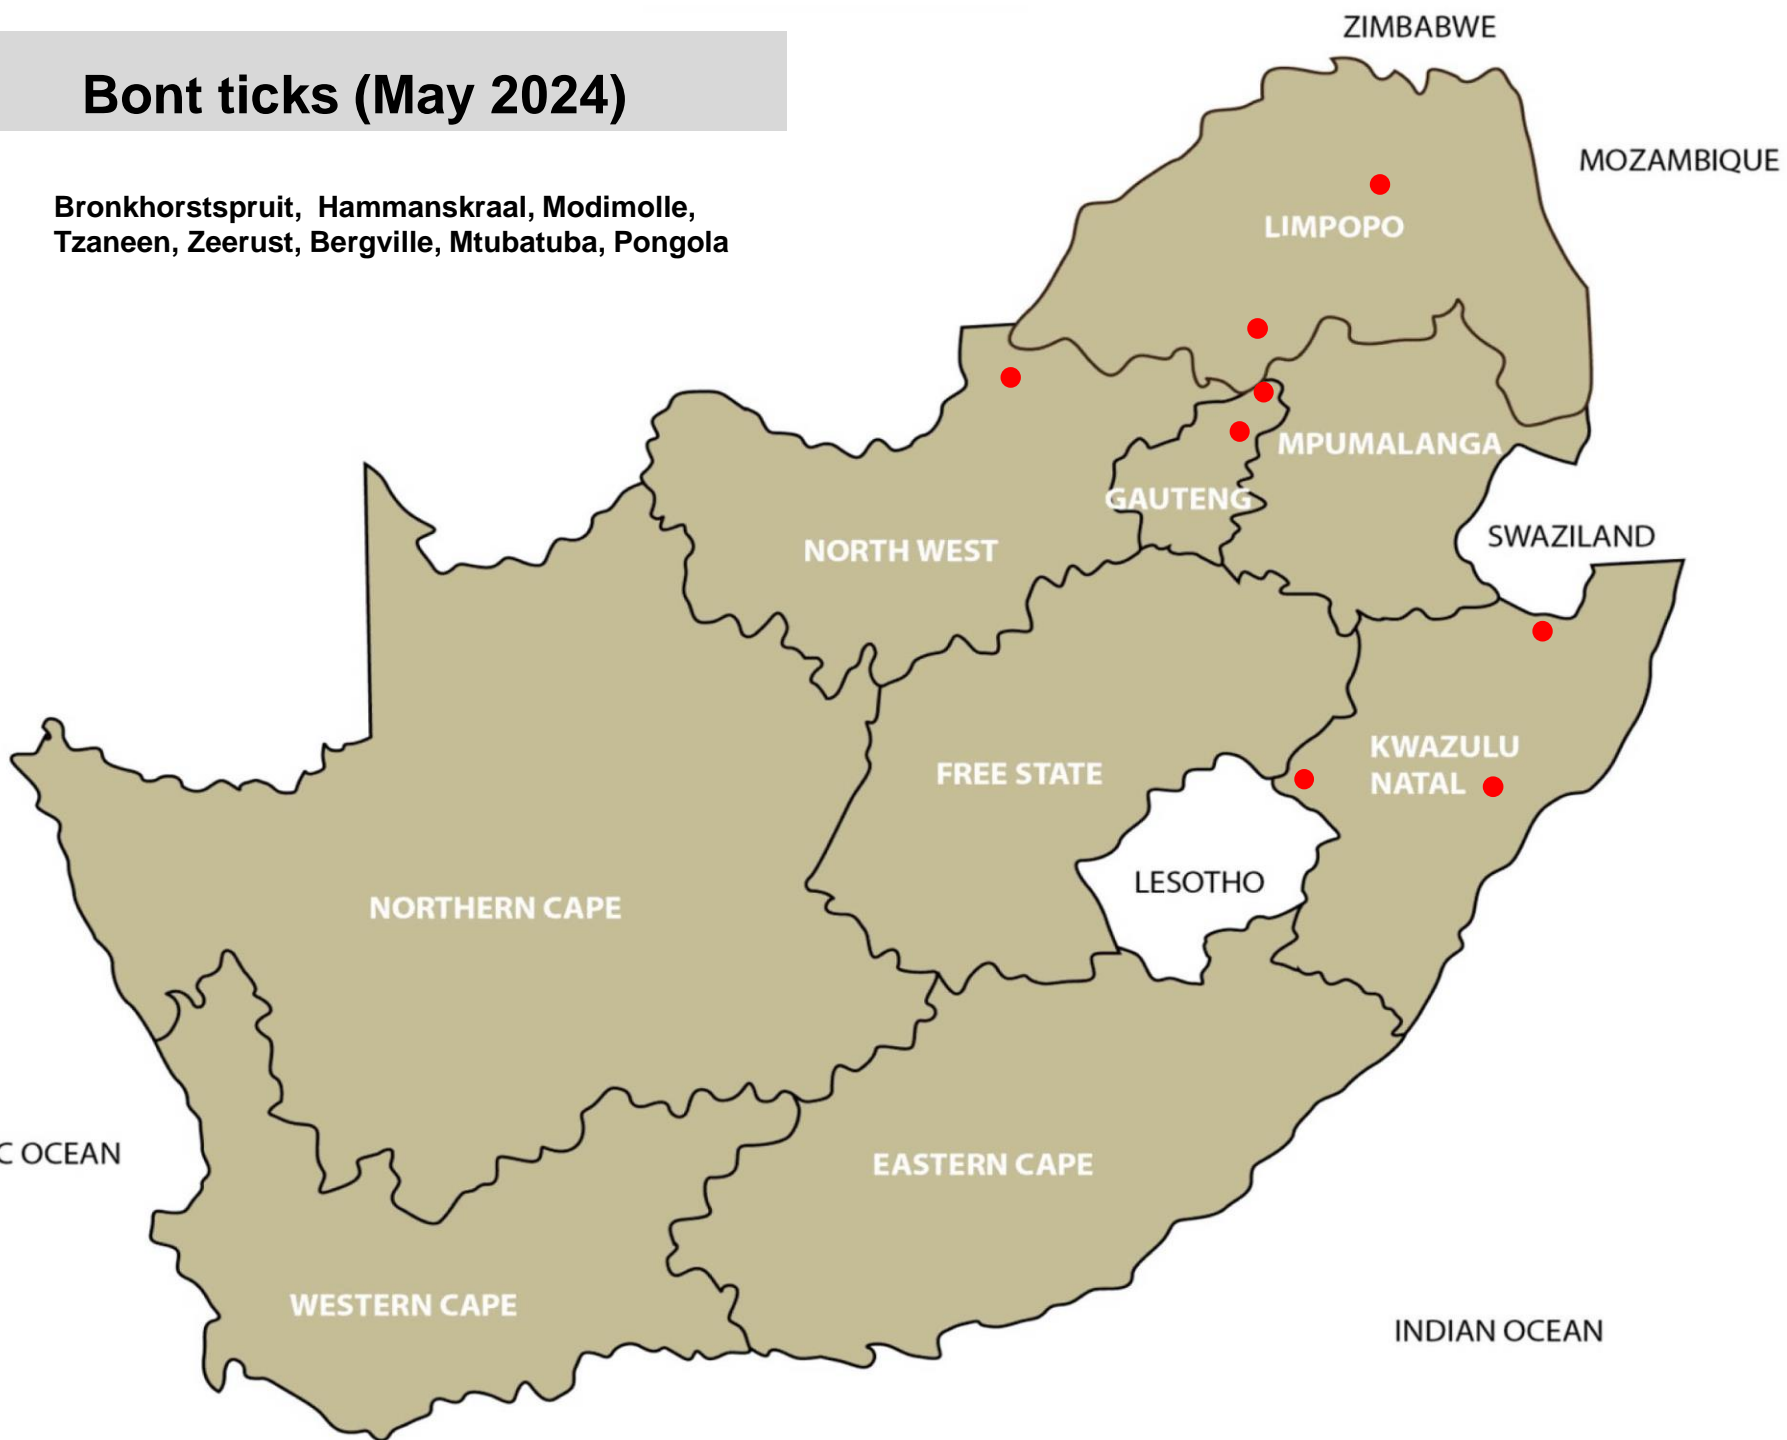 ZIMBABWE
Bont ticks (May 2024)
MOZAMBIQUE
Bronkhorstspruit, Hammanskraal, Modimolle,
Tzaneen, Zeerust, Bergville, Mtubatuba, Pongola
LIMPOPO
MPUMALANGA
GAUTENG
SWAZILAND
NORTH WEST
KWAZULU
NATAL
FREE STATE
LESOTHO
NORTHERN CAPE
C OCEAN
EASTERN CAPE
WESTERN CAPE
INDIAN OCEAN